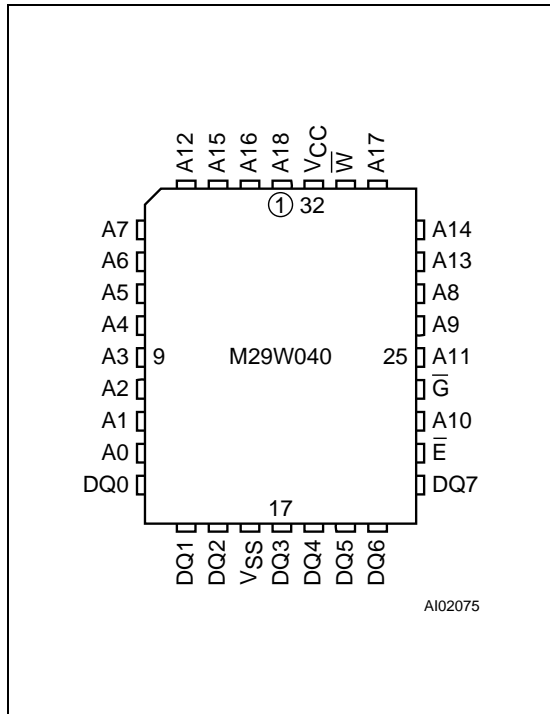 A12 A15 A16 A18 VCC W̅ A17
① 32
A7 A14
A6 A13
A5 A8
A4 A9
A3 9 M29W040 25 A11
A2 G̅
A1 A10
A0 E̅
DQ0 DQ7
17
DQ1 DQ2 VSS DQ3 DQ4 DQ5 DQ6
AI02075